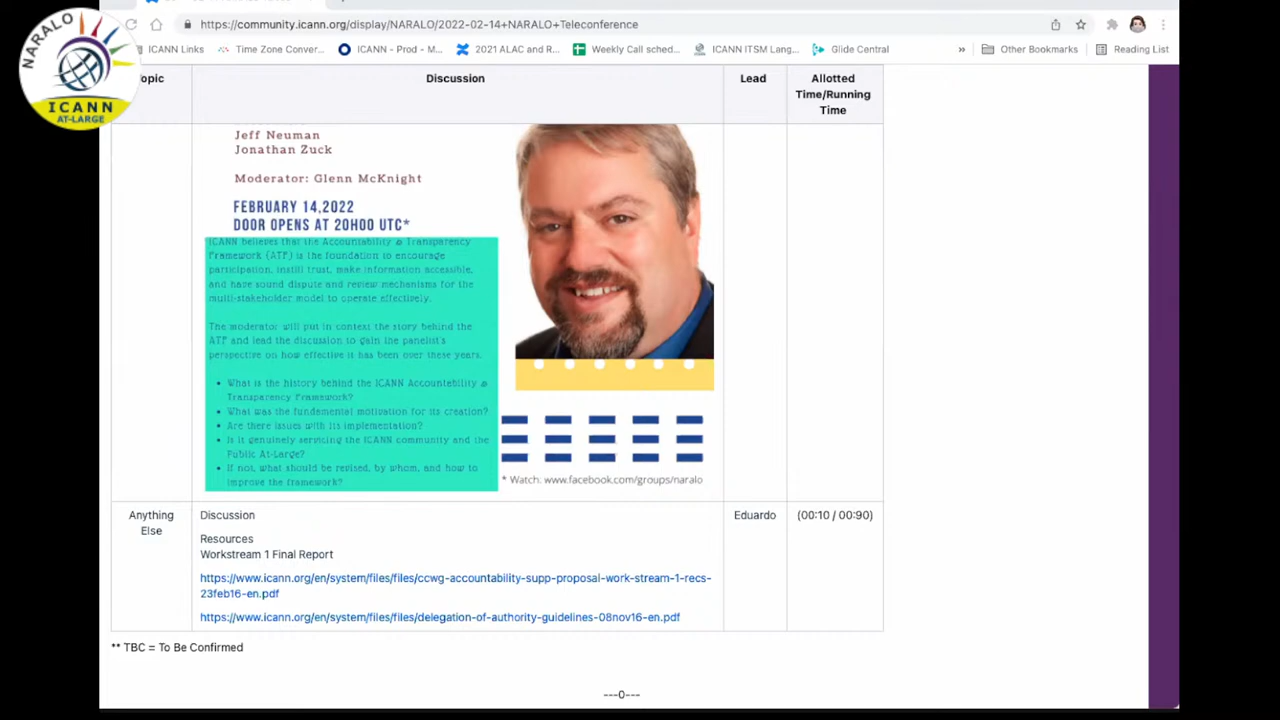 https://community.icann.org/display/NARALO/2022-02-14+NARALO+Teleconference
ICANN Links
Time Zone Conver...
ICANN - Prod - M...
2021 ALAC and R...
Weekly Call sched...
ICANN ITSM Lang...
Glide Central
»
Other Bookmarks
Reading List
NARALO
ICANN
AT-LARGE
Discussion
Lead
Allotted
Time/Running
Time
Jeff Neuman
Jonathan Zuck
Moderator: Glenn McKnight
FEBRUARY 14,2022
DOOR OPENS AT 20H00 UTC*
ICANN believes that the Accountability & Transparency
Framework (ATF) is the foundation to encourage
participation, instill trust, make information accessible,
and have sound dispute and review mechanisms for the
multi-stakeholder model to operate effectively.
The moderator will put in context the story behind the
ATF and lead the discussion to gain the panelist's
perspective on how effective it has been over these years.
• What is the history behind the ICANN Accountability &
Transparency Framework?
• What was the fundamental motivation for its creation?
• Are there issues with its implementation?
• Is it genuinely servicing the ICANN community and the
Public At-Large?
• If not, what should be revised, by whom, and how to
improve the framework?
* Watch: www.facebook.com/groups/naralo
Anything
Else
Discussion
Resources
Workstream 1 Final Report
https://www.icann.org/en/system/files/files/ccwg-accountability-supp-proposal-work-stream-1-recs-
23feb16-en.pdf
https://www.icann.org/en/system/files/files/delegation-of-authority-guidelines-08nov16-en.pdf
Eduardo
(00:10 / 00:90)
** TBC = To Be Confirmed
---0---